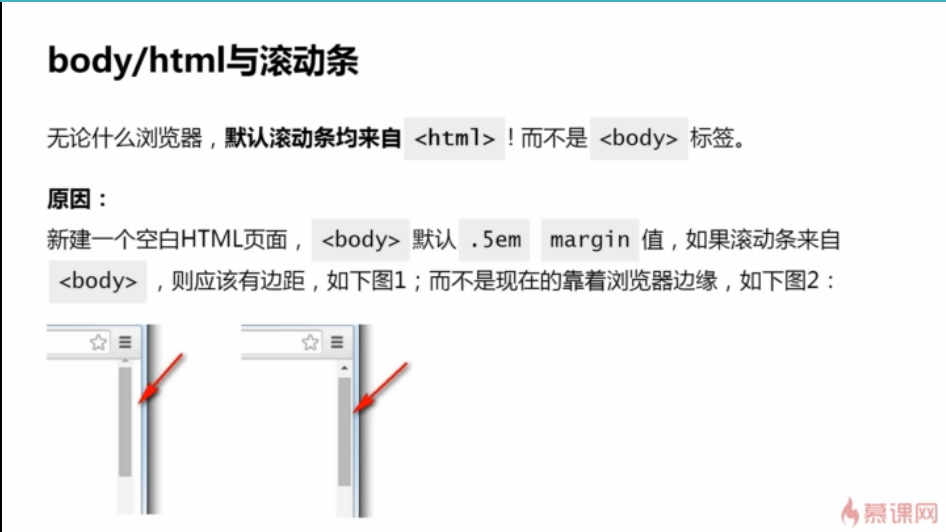 body/html与滚动条
无论什么浏览器，默认滚动条均来自 <html> ! 而不是 <body> 标签。
原因：
新建一个空白HTML页面， <body> 默认 .5em margin 值，如果滚动条来自
<body> ，则应该有边距，如下图1；而不是现在的靠着浏览器边缘，如下图2：
慕课网